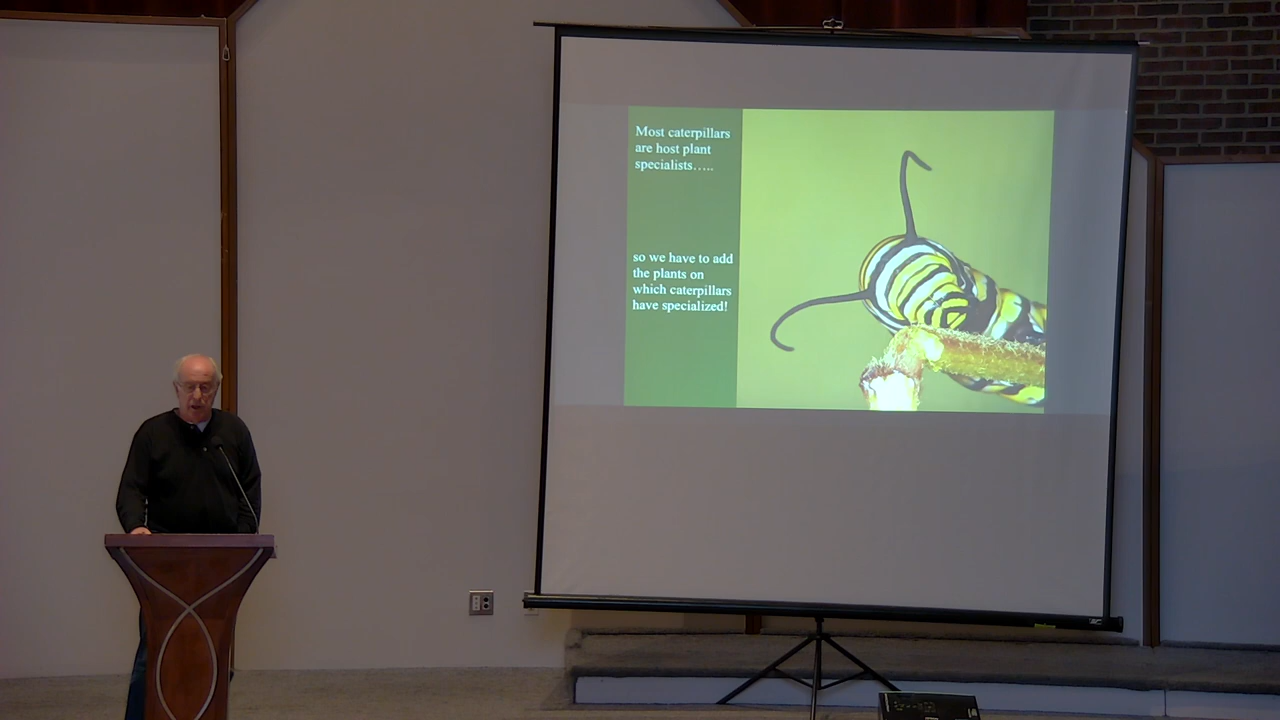 Most caterpillars
are host plant
specialists…..
so we have to add
the plants on
which caterpillars
have specialized!